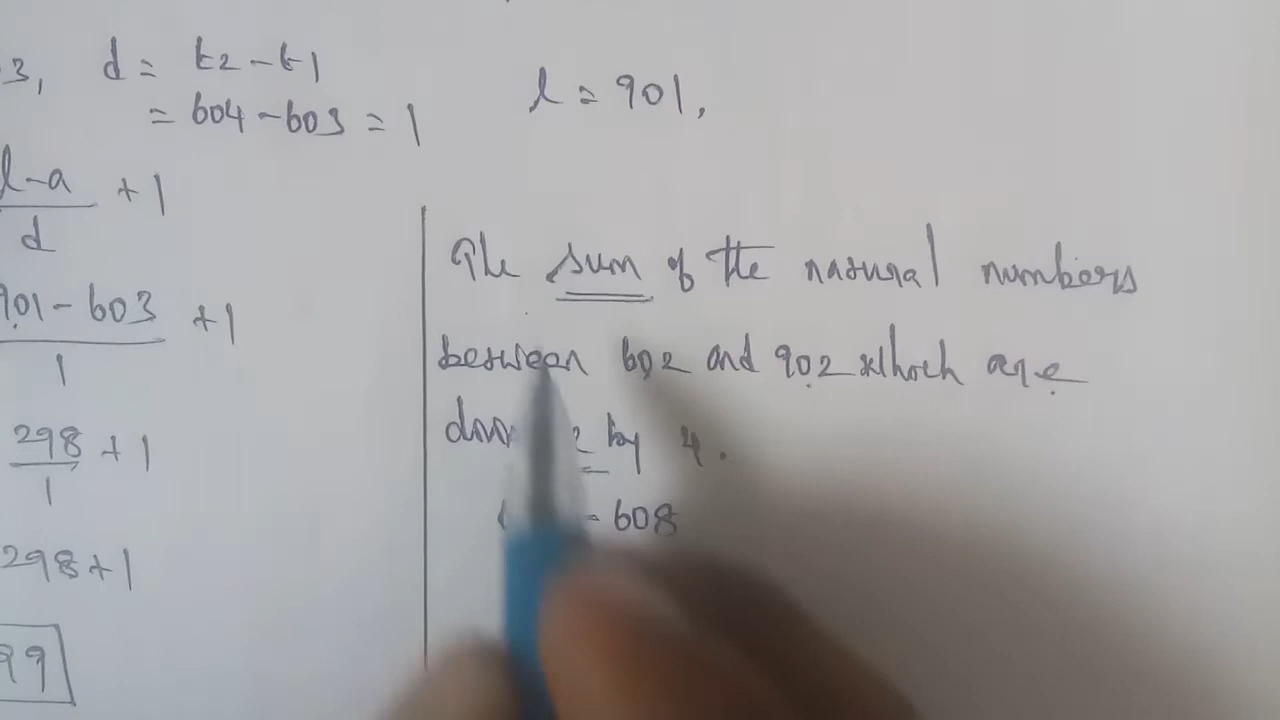 3, d = t2 - t1
= 604 - 603 = 1
l - a / d + 1
901 - 603 / 1 + 1
298 / 1 + 1
298 + 1
99
l = 901,
The sum of the natural numbers
between 602 and 902 which are
by 4.
- 608